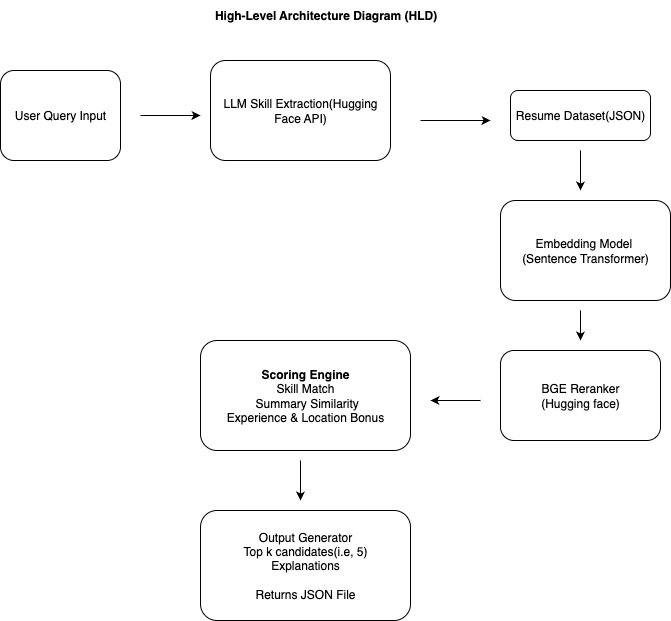 High-Level Architecture Diagram (HLD)
User Query Input
LLM Skill Extraction(Hugging
Face API)
Resume Dataset(JSON)
Embedding Model
(Sentence Transformer)
BGE Reranker
(Hugging face)
Scoring Engine
Skill Match
Summary Similarity
Experience & Location Bonus
Output Generator
Top k candidates(i.e, 5)
Explanations
Returns JSON File